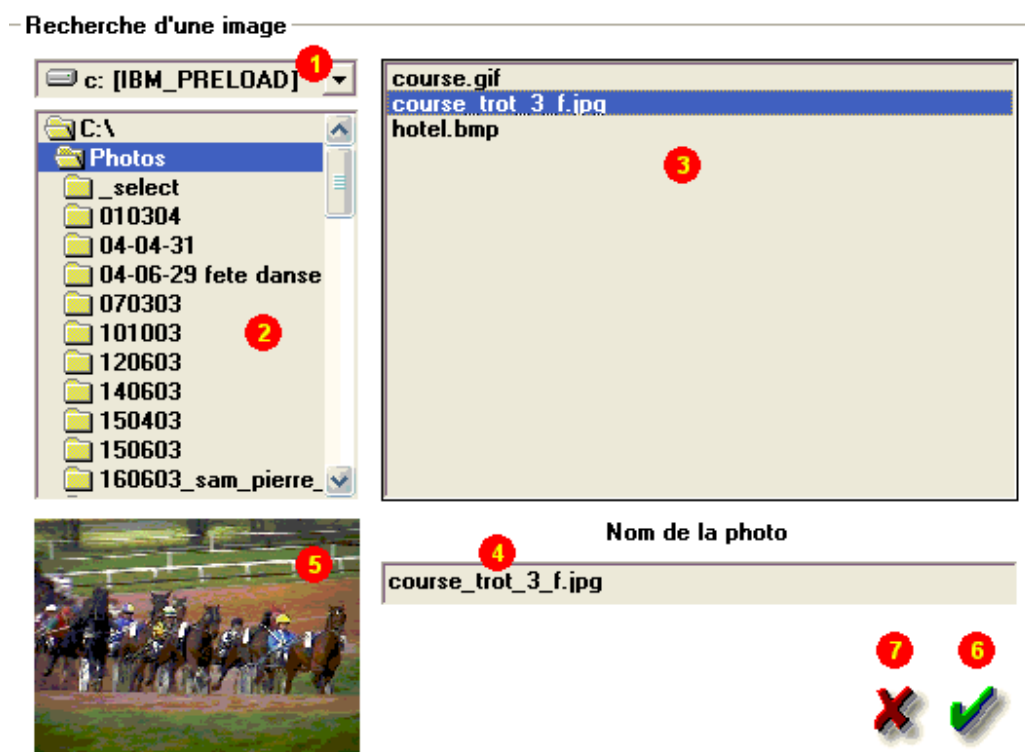 Recherche d'une image
1
c: [IBM_PRELOAD]
C:\
Photos
_select
010304
04-04-31
04-06-29 fete danse
070303
101003
2
120603
140603
150403
150603
160603_sam_pierre_
course.gif
course_trot_3_f.jpg
hotel.bmp
3
5
Nom de la photo
4
course_trot_3_f.jpg
7
6